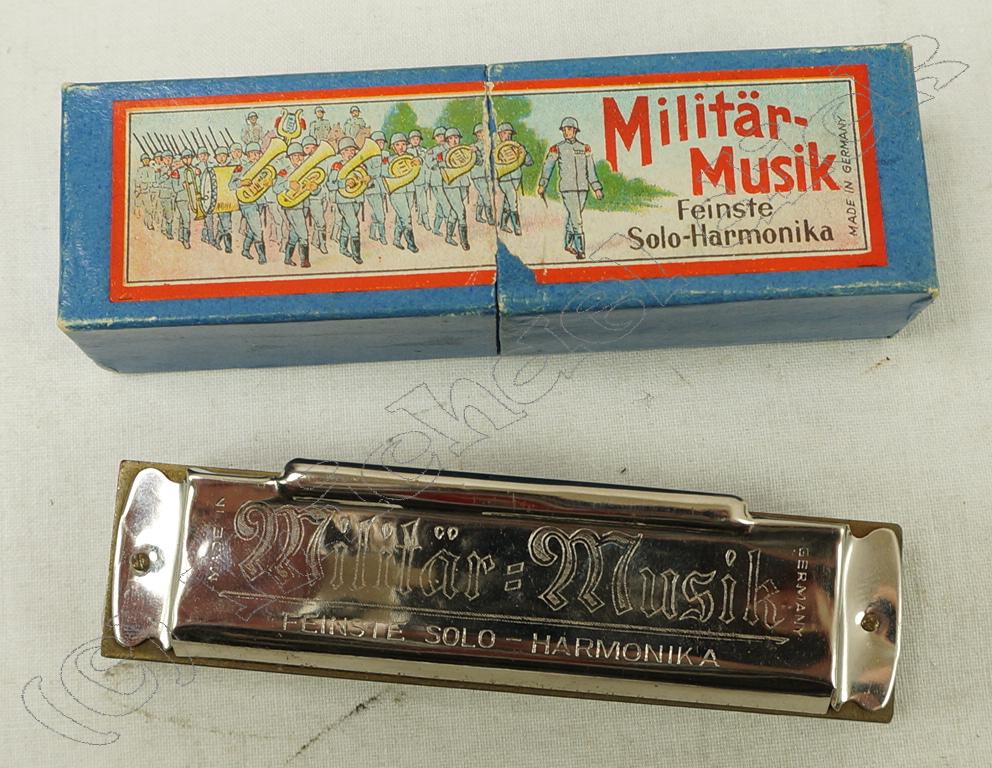 Militär-
Musik
Feinste
Solo-Harmonika
MADE IN GERMANY
MADE IN
Militär-Musik
GERMANY
FEINSTE SOLO-HARMONIKA